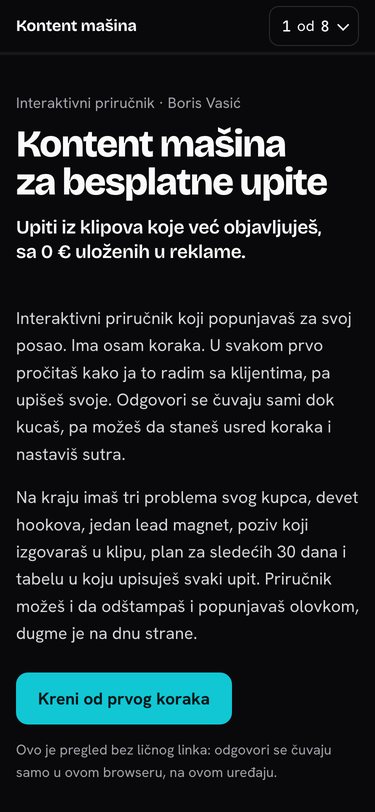 Kontent mašina
1 od 8
Interaktivni priručnik · Boris Vasić
Kontent mašina
za besplatne upite
Upiti iz klipova koje već objavljuješ,
sa 0 € uloženih u reklame.
Interaktivni priručnik koji popunjavaš za svoj
posao. Ima osam koraka. U svakom prvo
pročitaš kako ja to radim sa klijentima, pa
upišeš svoje. Odgovori se čuvaju sami dok
kucaš, pa možeš da staneš usred koraka i
nastaviš sutra.
Na kraju imaš tri problema svog kupca, devet
hookova, jedan lead magnet, poziv koji
izgovaraš u klipu, plan za sledećih 30 dana i
tabelu u koju upisuješ svaki upit. Priručnik
možeš i da odštampaš i popunjavaš olovkom,
dugme je na dnu strane.
Kreni od prvog koraka
Ovo je pregled bez ličnog linka: odgovori se čuvaju
samo u ovom browseru, na ovom uređaju.